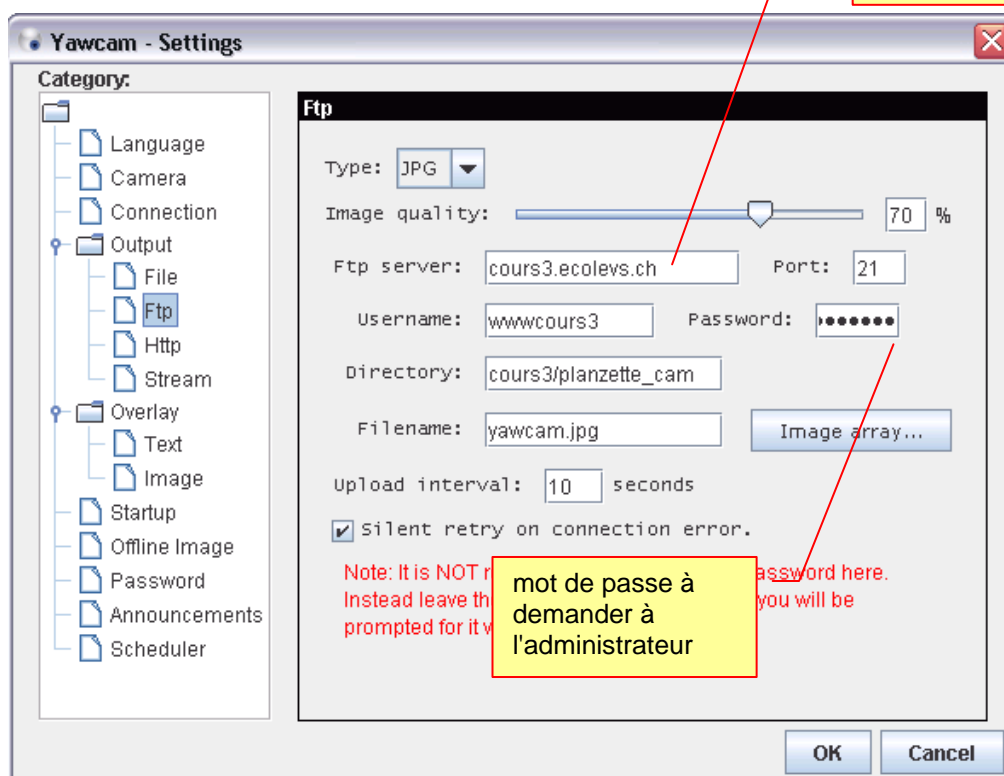 Yawcam - Settings
Category:
Language
Camera
Connection
Output
File
Ftp
Http
Stream
Overlay
Text
Image
Startup
Offline Image
Password
Announcements
Scheduler
Ftp
Type: JPG
Image quality: 70 %
Ftp server: cours3.ecolevs.ch Port: 21
Username: wwwcours3 Password: •••••••
Directory: cours3/planzette_cam
Filename: yawcam.jpg Image array...
Upload interval: 10 seconds
Silent retry on connection error.
Note: It is NOT password here.
Instead leave you will be
prompted for it
mot de passe à
demander à
l'administrateur
OK Cancel